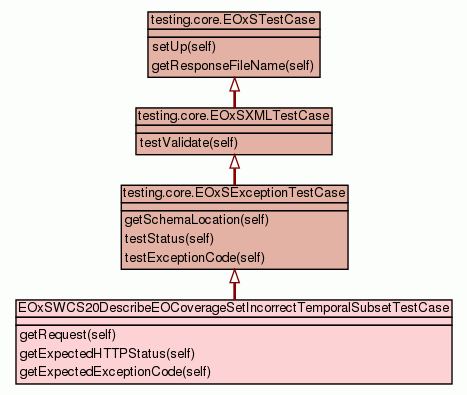 testing.core.EOxSTestCase
setUp(self)
getResponseFileName(self)
testing.core.EOxSXMLTestCase
testValidate(self)
testing.core.EOxSExceptionTestCase
getSchemaLocation(self)
testStatus(self)
testExceptionCode(self)
EOxSWCS20DescribeEOCoverageSetIncorrectTemporalSubsetTestCase
getRequest(self)
getExpectedHTTPStatus(self)
getExpectedExceptionCode(self)